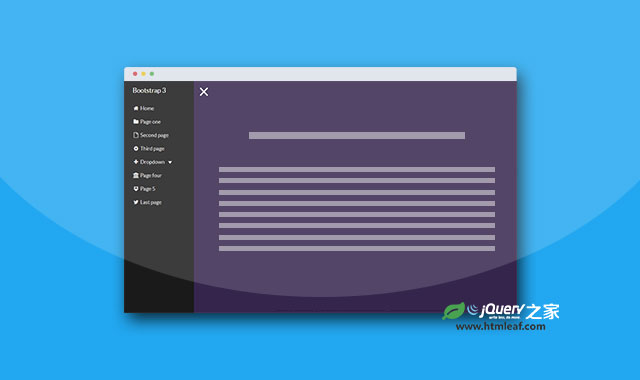 Bootstrap 3
Home
Page one
Second page
Third page
Dropdown
Page four
Page 5
Last page
jQuery之家
write less, do more.
www.htmleaf.com